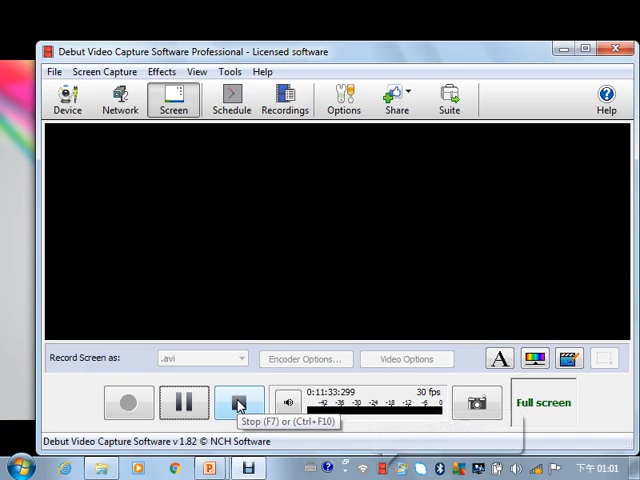 Debut Video Capture Software Professional - Licensed software
File Screen Capture Effects View Tools Help
Device Network Screen Schedule Recordings Options Share Suite Help
Record Screen as: .avi Encoder Options... Video Options A
0:11:33:299 30 fps
-42 -36 -30 -24 -18 -12 -6 0
Full screen
Stop (F7) or (Ctrl+F10)
Debut Video Capture Software v 1.82 © NCH Software
下午 01:01